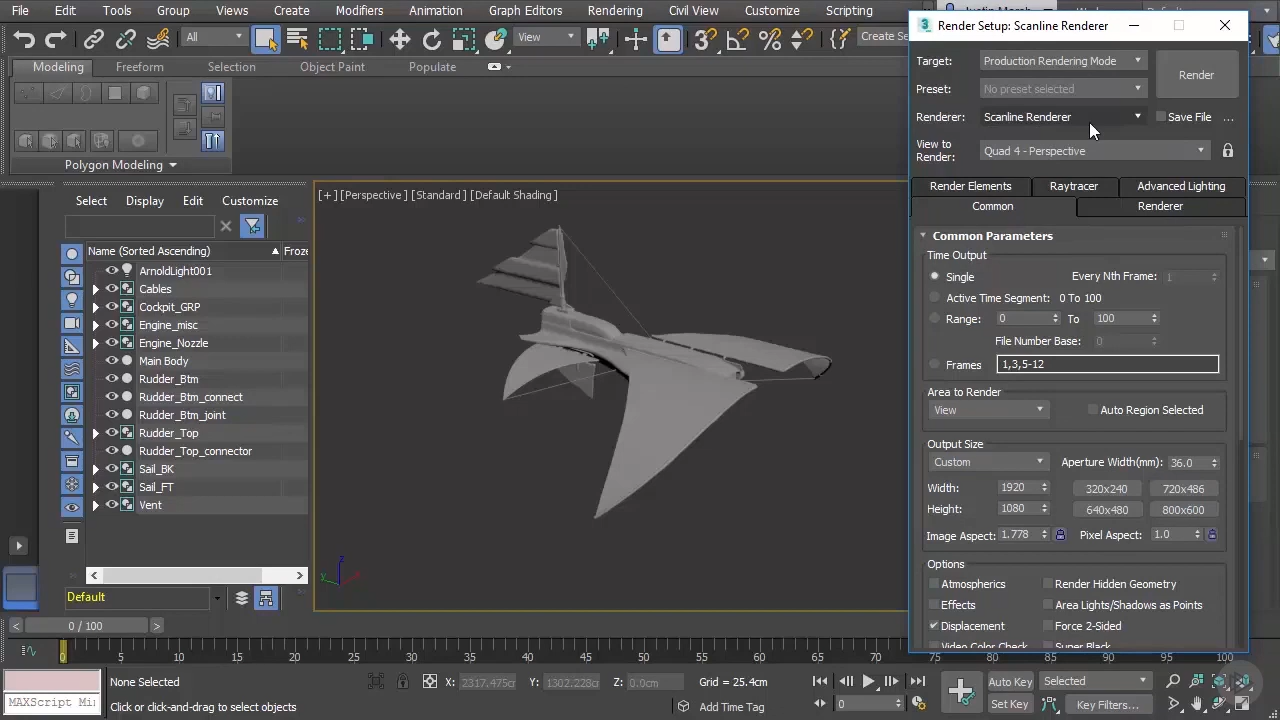 File Edit Tools Group Views Create Modifiers Animation Graph Editors Rendering Civil View Customize Scripting
All View Create Se
Modeling Freeform Selection Object Paint Populate
Polygon Modeling
Select Display Edit Customize
Name (Sorted Ascending) Froze
ArnoldLight001
Cables
Cockpit_GRP
Engine_misc
Engine_Nozzle
Main Body
Rudder_Btm
Rudder_Btm_connect
Rudder_Btm_joint
Rudder_Top
Rudder_Top_connectp
Sail_BK
Sail_FT
Vent
Default
[+] [Perspective] [Standard] [Default Shading]
z
y
Render Setup: Scanline Renderer
Target: Production Rendering Mode
Render
Preset: No preset selected
Renderer: Scanline Renderer Save File ...
View to Render: Quad 4 - Perspective
Render Elements Raytracer Advanced Lighting
Common Renderer
Common Parameters
Time Output
Single Every Nth Frame: 1
Active Time Segment: 0 To 100
Range: 0 To 100
File Number Base: 0
Frames 1,3,5-12
Area to Render
View Auto Region Selected
Output Size
Custom Aperture Width(mm): 36.0
Width: 1920 320x240 720x486
Height: 1080 640x480 800x600
Image Aspect: 1.778 Pixel Aspect: 1.0
Options
Atmospherics Render Hidden Geometry
Effects Area Lights/Shadows as Points
Displacement Force 2-Sided
Video Color Check Super Black
< 0 / 100 >
0 5 10 15 20 25 30 35 40 45 50 55 60 65 70 75 80 85 90 95 100
None Selected X: 2317.475cm Y: 1302.228cm Z: 0.0cm Grid = 25.4cm Auto Key Selected
MAXScript Mi Click or click-and-drag to select objects Add Time Tag 0 Set Key Key Filters...